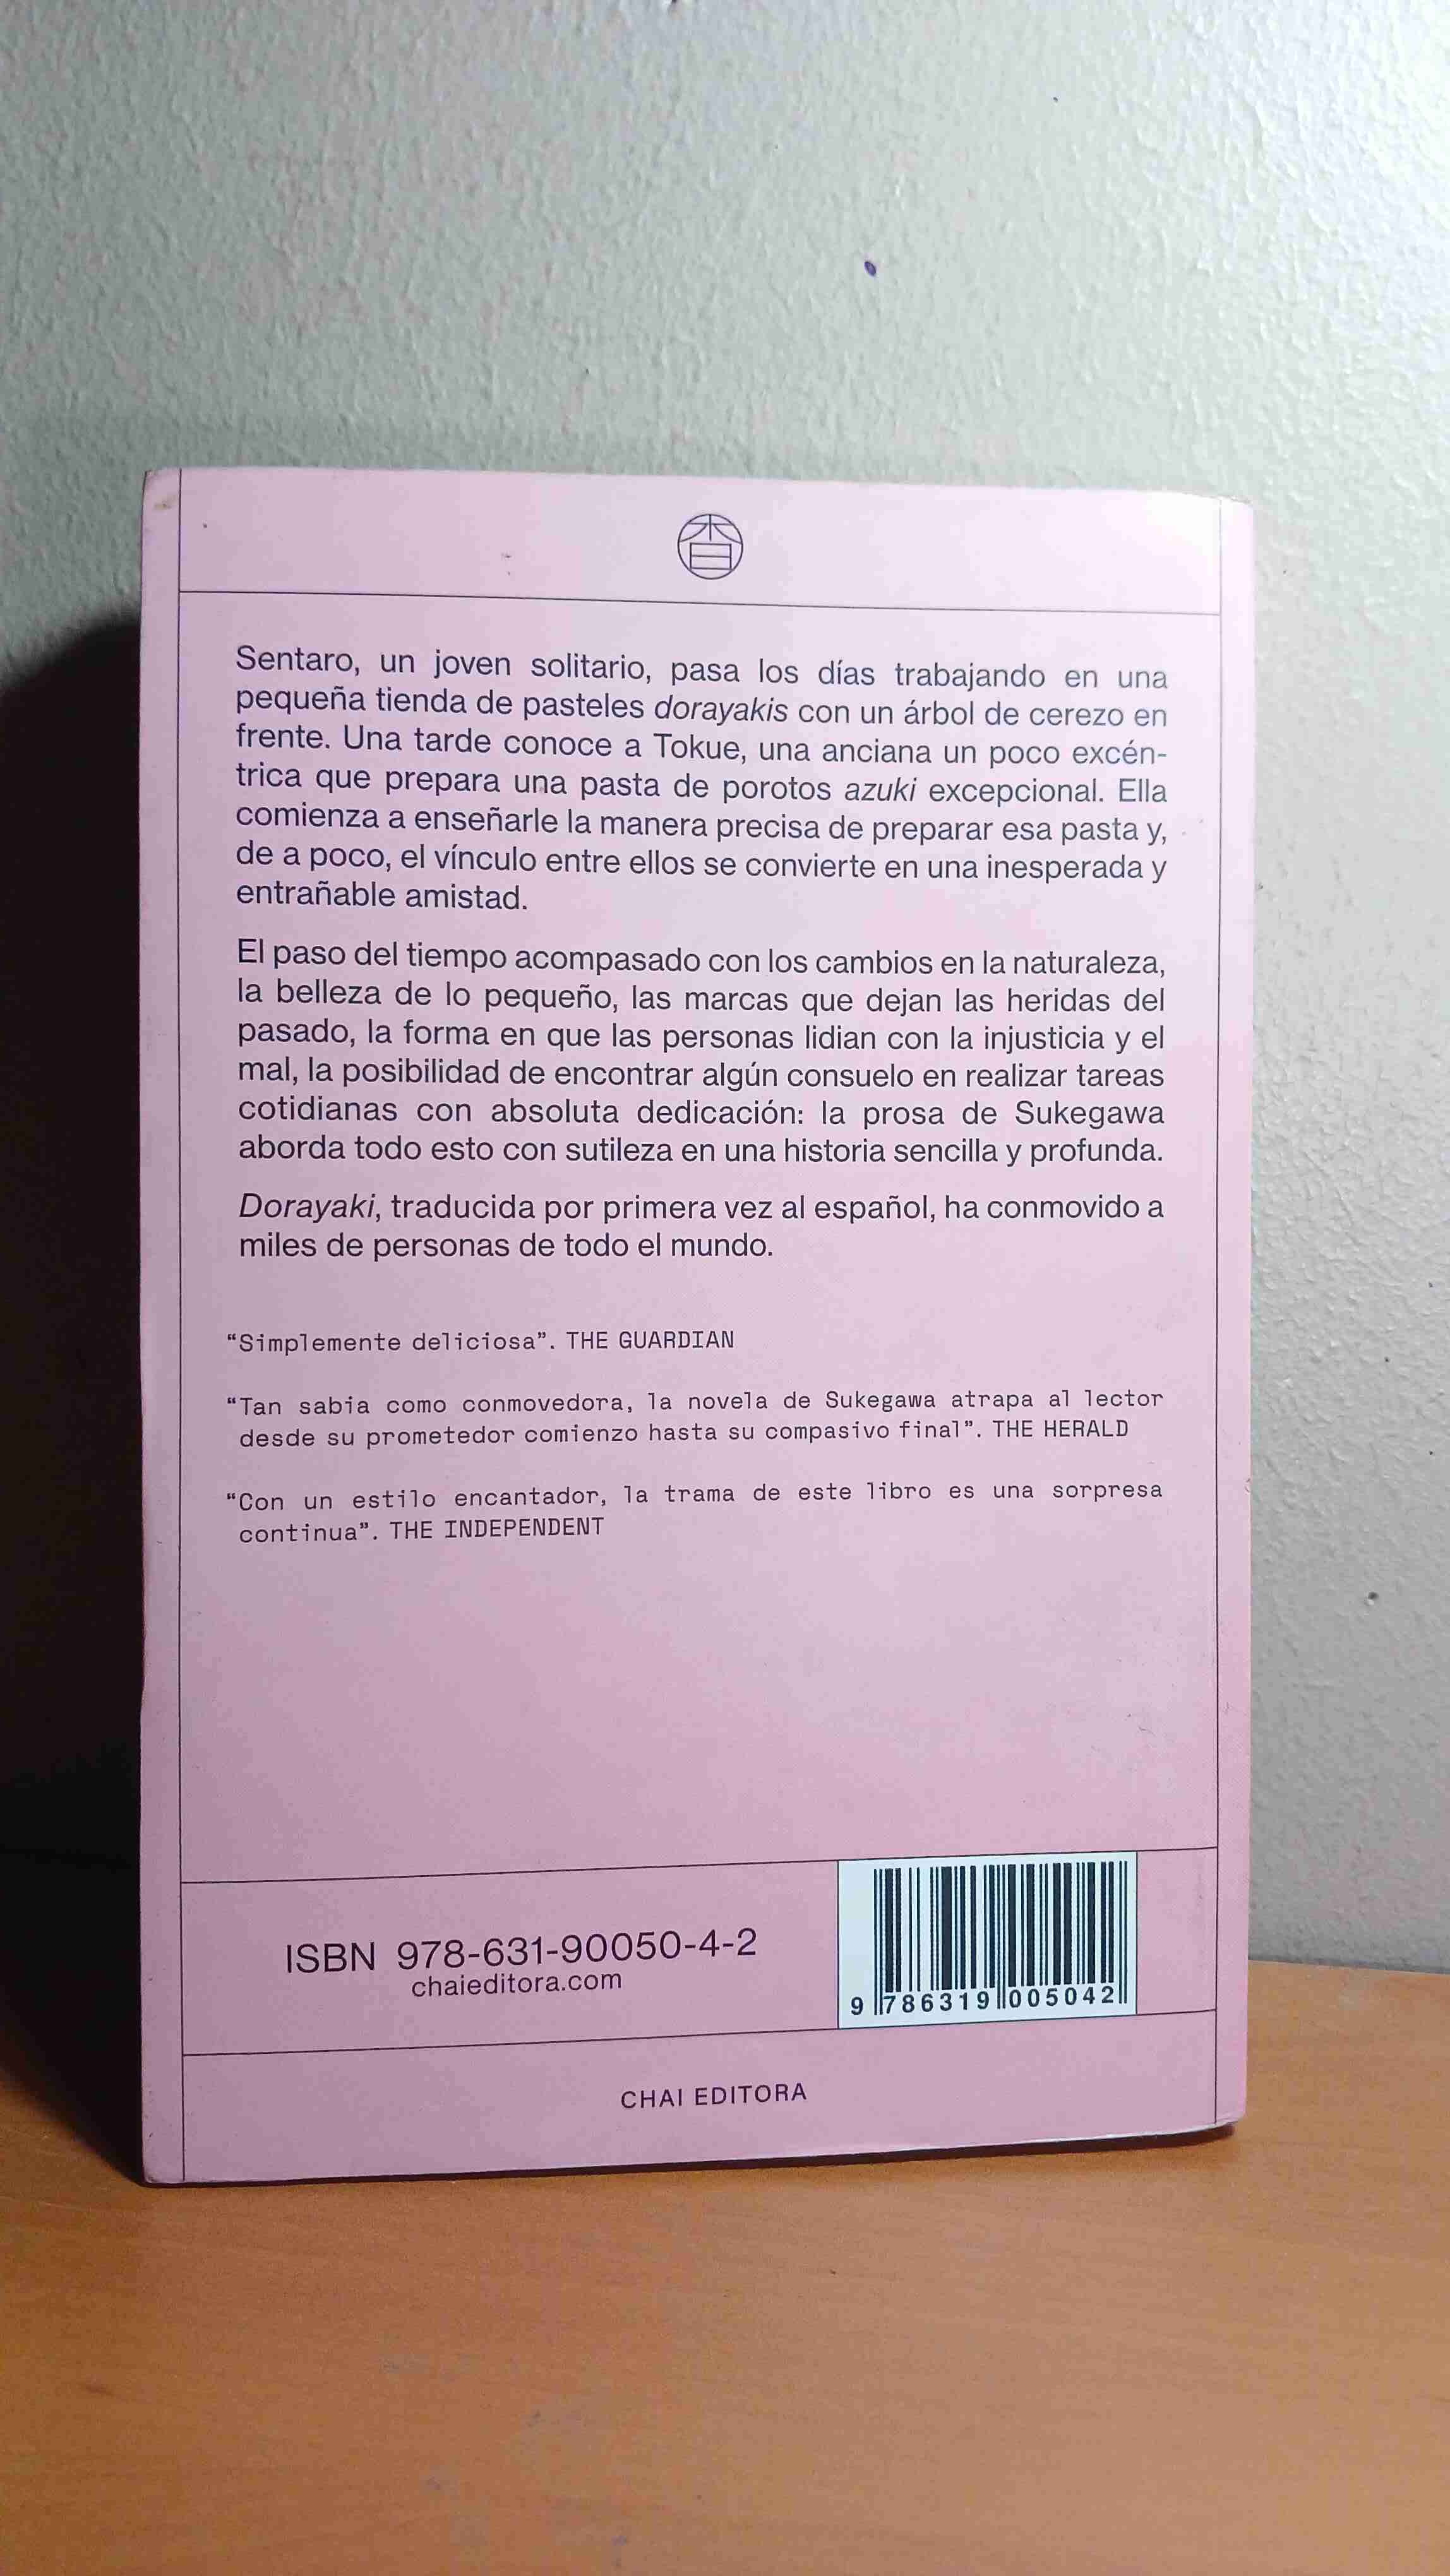 香
Sentaro, un joven solitario, pasa los días trabajando en una
pequeña tienda de pasteles dorayakis con un árbol de cerezo en
frente. Una tarde conoce a Tokue, una anciana un poco excén-
trica que prepara una pasta de porotos azuki excepcional. Ella
comienza a enseñarle la manera precisa de preparar esa pasta y,
de a poco, el vínculo entre ellos se convierte en una inesperada y
entrañable amistad.
El paso del tiempo acompasado con los cambios en la naturaleza,
la belleza de lo pequeño, las marcas que dejan las heridas del
pasado, la forma en que las personas lidian con la injusticia y el
mal, la posibilidad de encontrar algún consuelo en realizar tareas
cotidianas con absoluta dedicación: la prosa de Sukegawa
aborda todo esto con sutileza en una historia sencilla y profunda.
Dorayaki, traducida por primera vez al español, ha conmovido a
miles de personas de todo el mundo.
“Simplemente deliciosa”. THE GUARDIAN
“Tan sabia como conmovedora, la novela de Sukegawa atrapa al lector
desde su prometedor comienzo hasta su compasivo final”. THE HERALD
“Con un estilo encantador, la trama de este libro es una sorpresa
continua”. THE INDEPENDENT
ISBN 978-631-90050-4-2
chaieditora.com
9 786319 005042
CHAI EDITORA